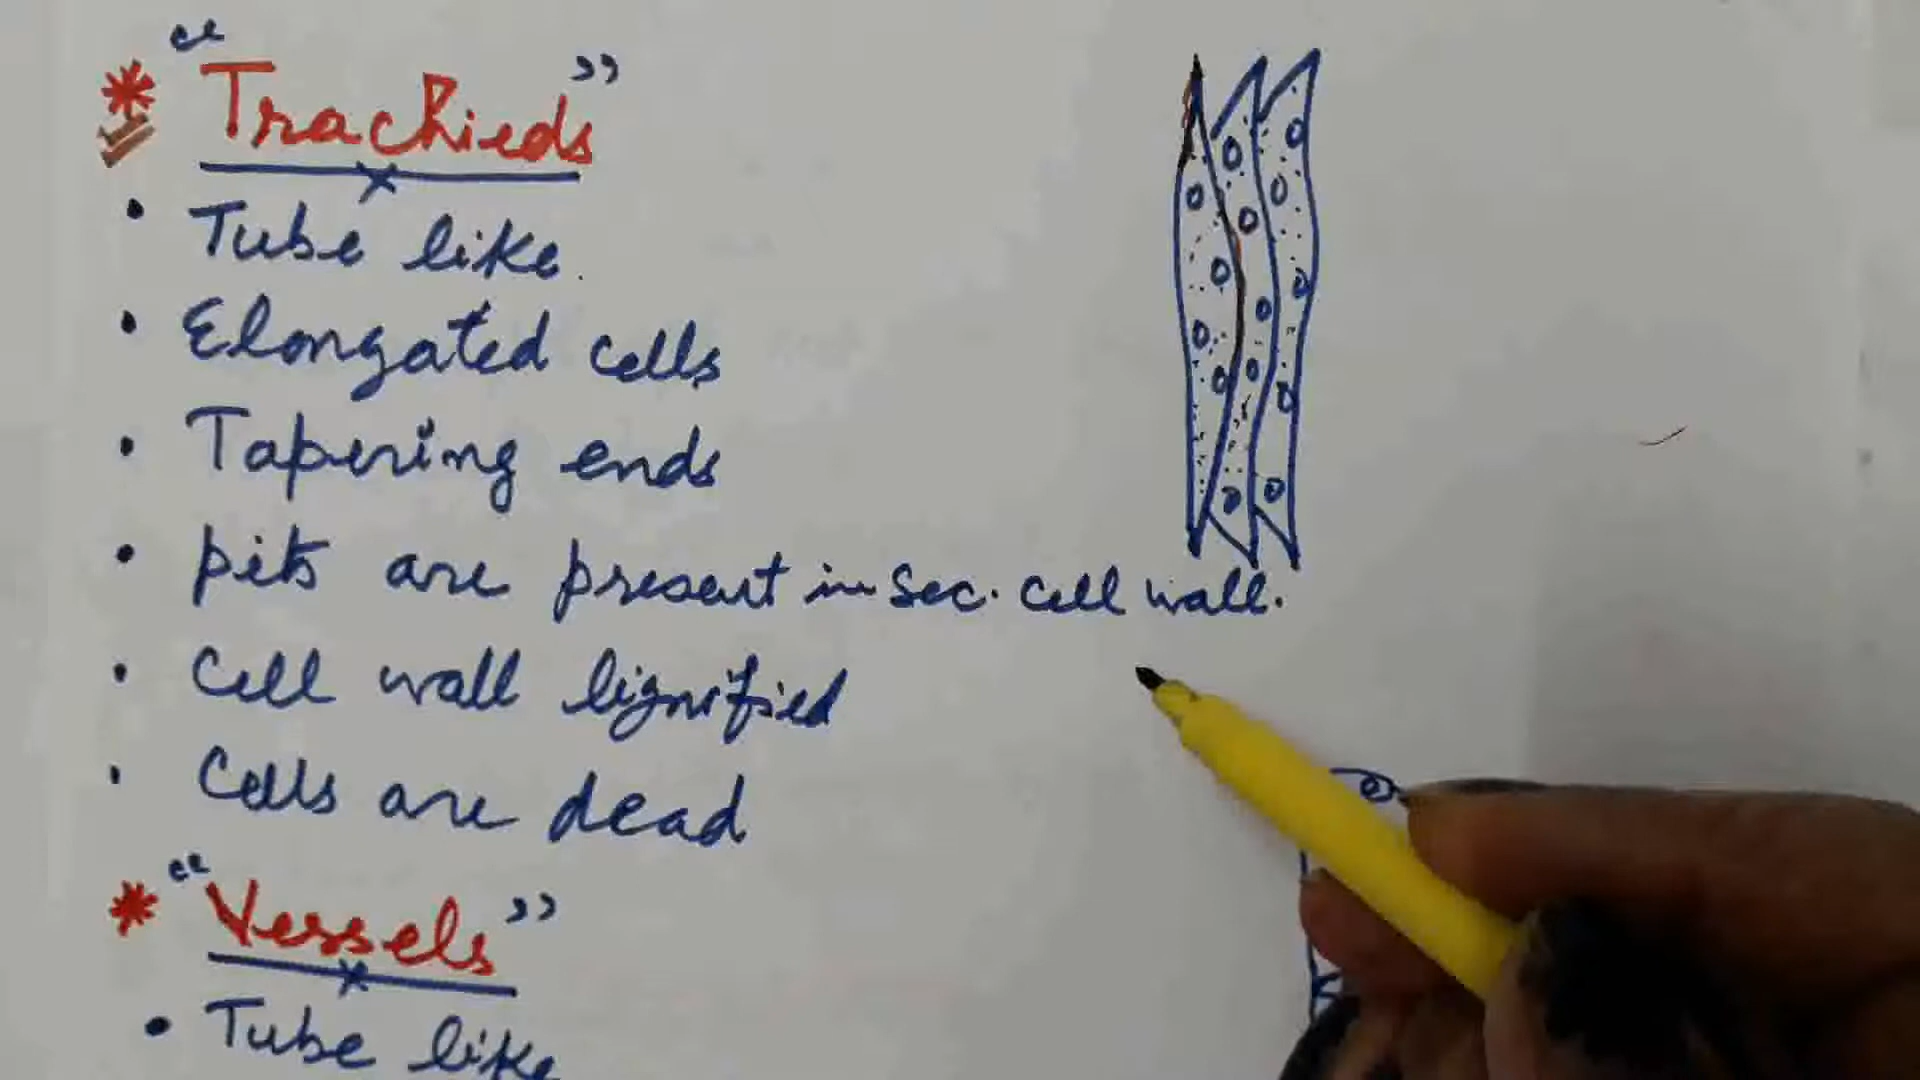 * "Trachieds"
• Tube like.
• Elongated cells
• Tapering ends
• pits are present in Sec. cell wall.
• Cell wall lignified
• Cells are dead
* "Vessels"
• Tube like